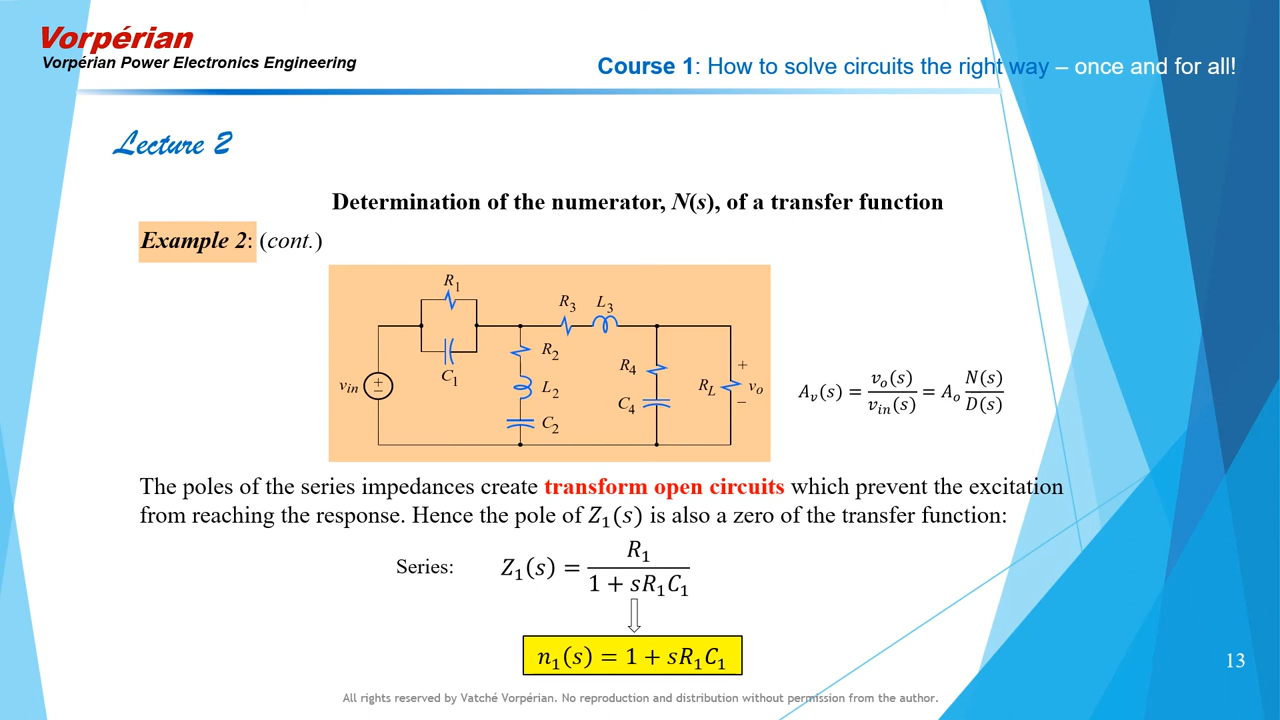 Vorpérian
Vorpérian Power Electronics Engineering
Course 1: How to solve circuits the right way – once and for all!
Lecture 2
Determination of the numerator, N(s), of a transfer function
Example 2: (cont.)
R₁
C₁
R₃ L₃
R₂
L₂
C₂
R₄
C₄
R_L
+
v_o
−
v_in
+
−
A_v(s) = v_o(s)/v_in(s) = A_o N(s)/D(s)
The poles of the series impedances create transform open circuits which prevent the excitation
from reaching the response. Hence the pole of Z₁(s) is also a zero of the transfer function:
Series: Z₁(s) = R₁/(1 + sR₁C₁)
n₁(s) = 1 + sR₁C₁
13
All rights reserved by Vatché Vorpérian. No reproduction and distribution without permission from the author.